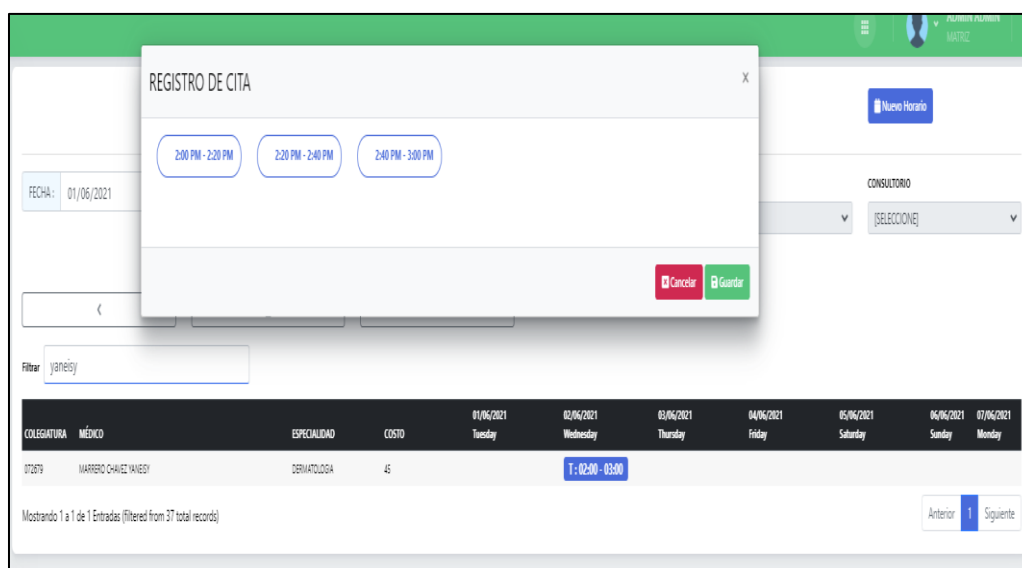 ADMIN ADMIN
MATRIZ
REGISTRO DE CITA
X
Nuevo Horario
2:00 PM - 2:20 PM
2:20 PM - 2:40 PM
2:40 PM - 3:00 PM
FECHA :
01/06/2021
CONSULTORIO
[SELECCIONE]
Cancelar
Guardar
Filtrar
yaneisy
01/06/2021 02/06/2021 03/06/2021 04/06/2021 05/06/2021 06/06/2021 07/06/2021
COLEGIATURA MÉDICO ESPECIALIDAD COSTO Tuesday Wednesday Thursday Friday Saturday Sunday Monday
072679 MARRERO CHAVEZ YANEISY DERMATOLOGIA 45 T : 02:00 - 03:00
Mostrando 1 a 1 de 1 Entradas (filtered from 37 total records)
Anterior 1 Siguiente